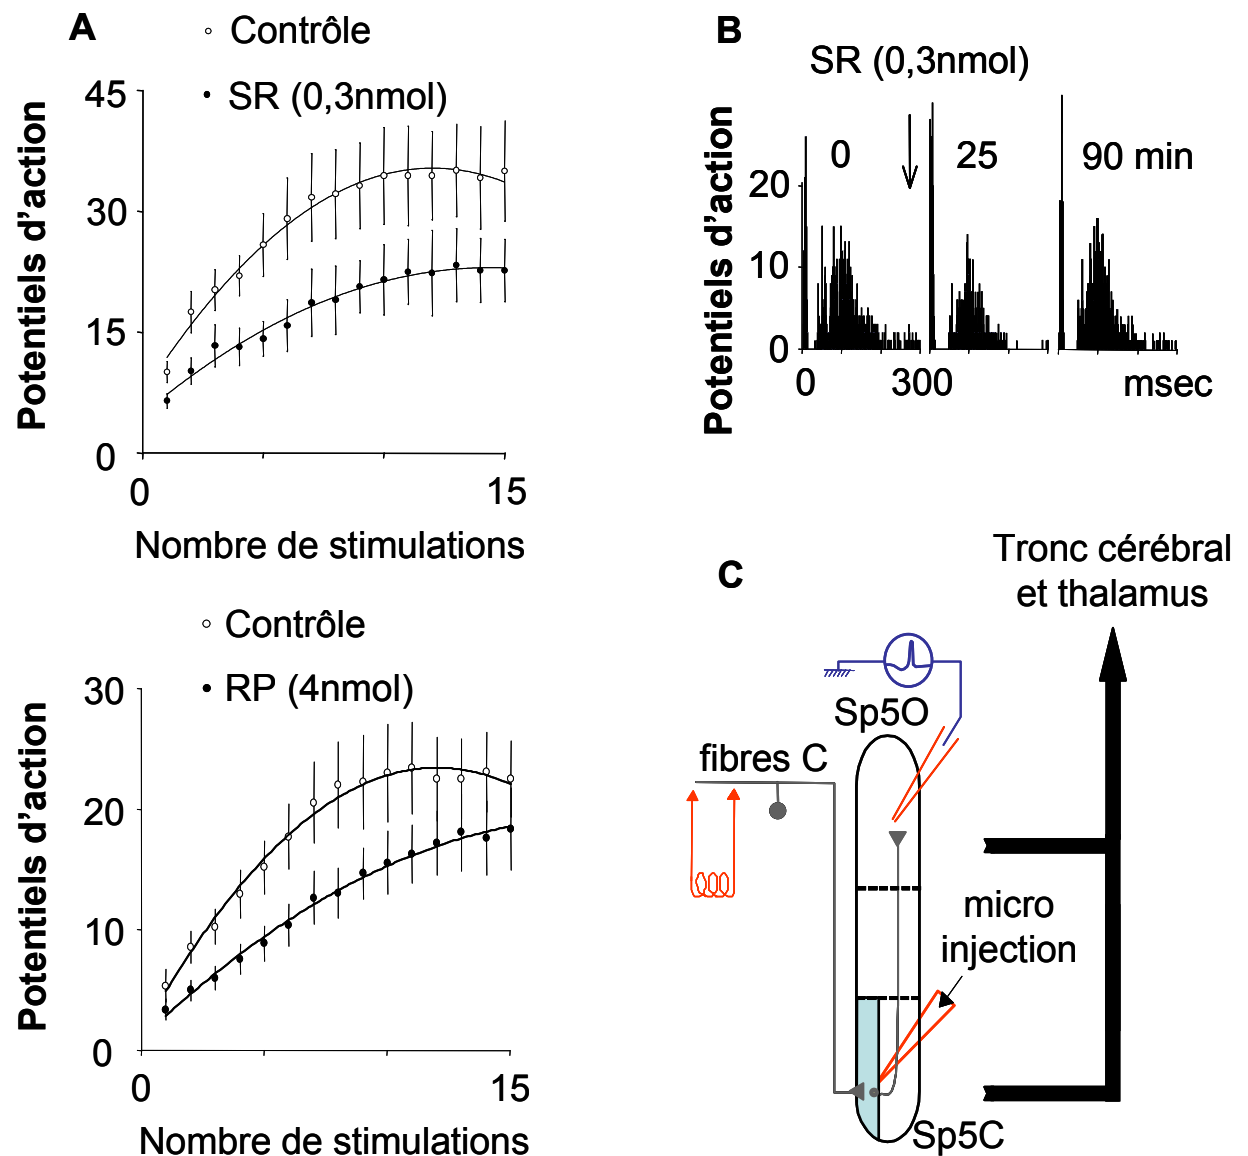 A
Contrôle
SR (0,3nmol)
45
30
15
0
0
15
Potentiels d’action
Nombre de stimulations
Contrôle
RP (4nmol)
30
20
10
0
0
15
Potentiels d’action
Nombre de stimulations
B
SR (0,3nmol)
0
25
90 min
20
10
0
0
300
msec
Potentiels d’action
C
Tronc cérébral
et thalamus
Sp5O
fibres C
micro
injection
Sp5C